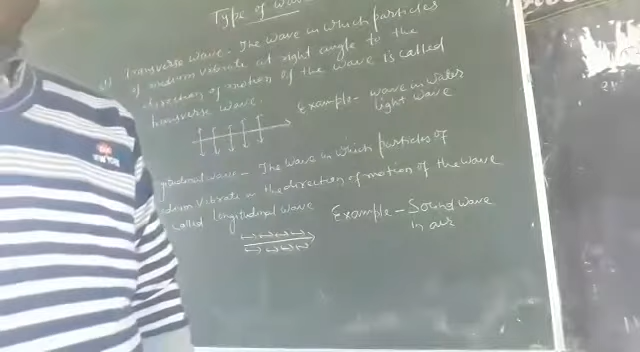 Type of wave
(1) Transverse wave - The wave in which particles
of medium vibrate at right angle to the
direction of motion of the wave is called
transverse wave.
Example - wave in water
light wave
gitudinal wave - The wave in which particles of
dium vibrate in the direction of motion of the wave
called longitudinal wave
Example - Sound wave
in air